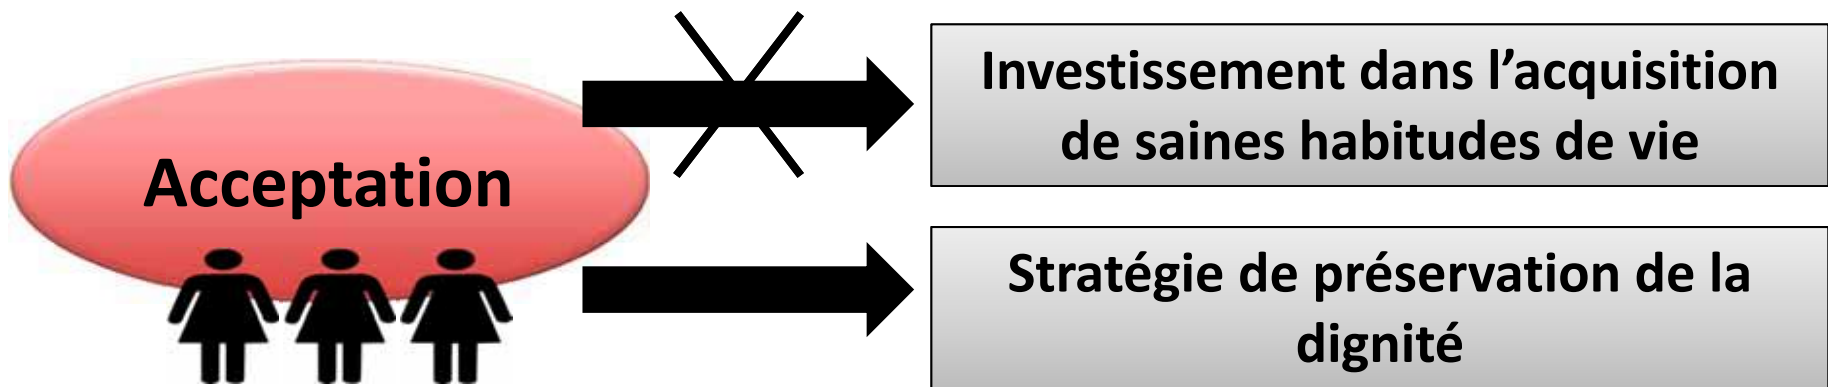 Acceptation
Investissement dans l’acquisition
de saines habitudes de vie
Stratégie de préservation de la
dignité